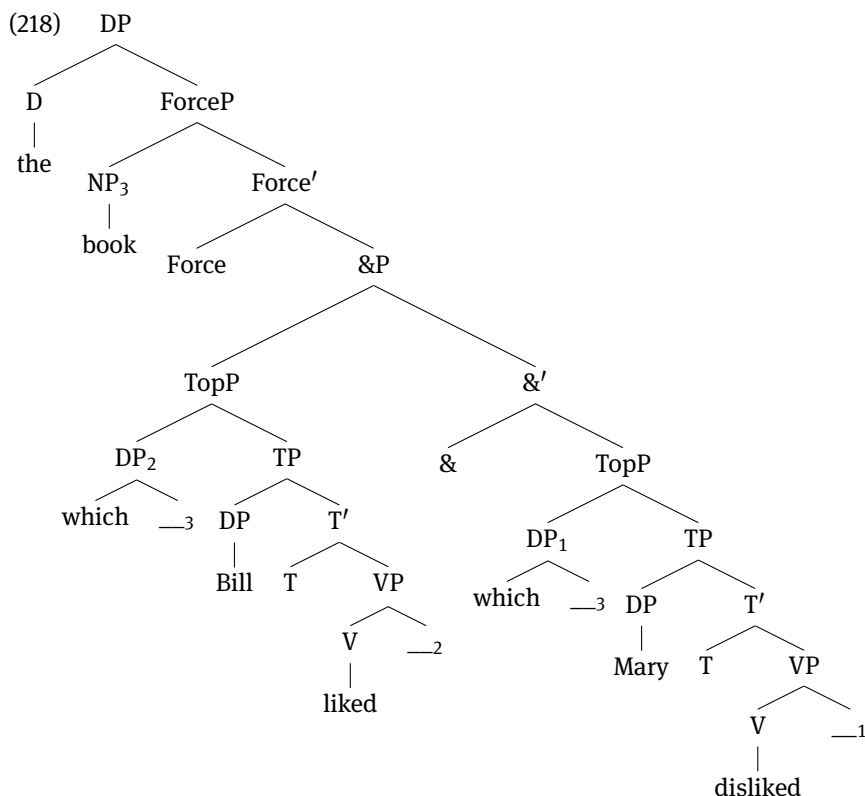 (218) DP
D ForceP
the
NP₃ Force′
book
Force &P
TopP &′
DP₂ TP & TopP
which __₃ DP T′ DP₁ TP
Bill T VP which __₃ DP T′
V __₂ Mary T VP
liked V __₁
disliked